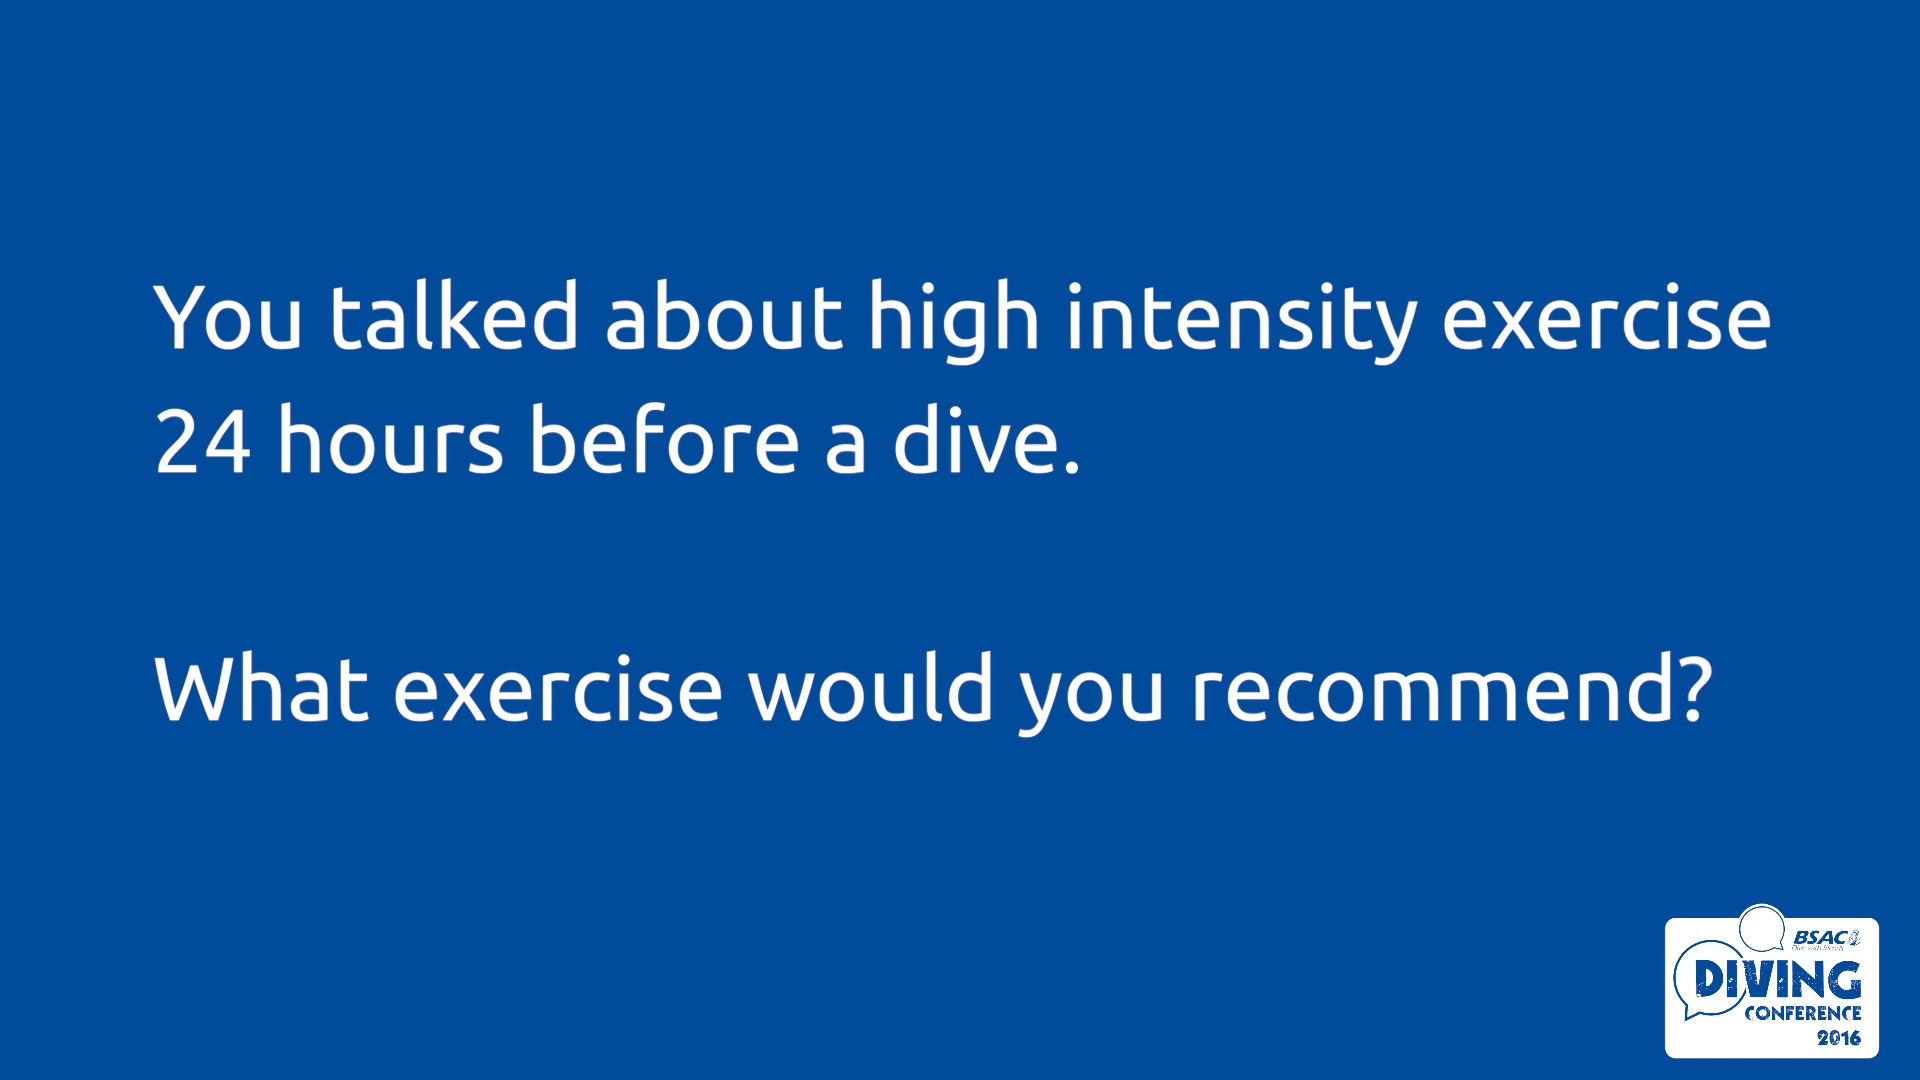 You talked about high intensity exercise
24 hours before a dive.
What exercise would you recommend?
BSAC
DIVING
CONFERENCE
2016